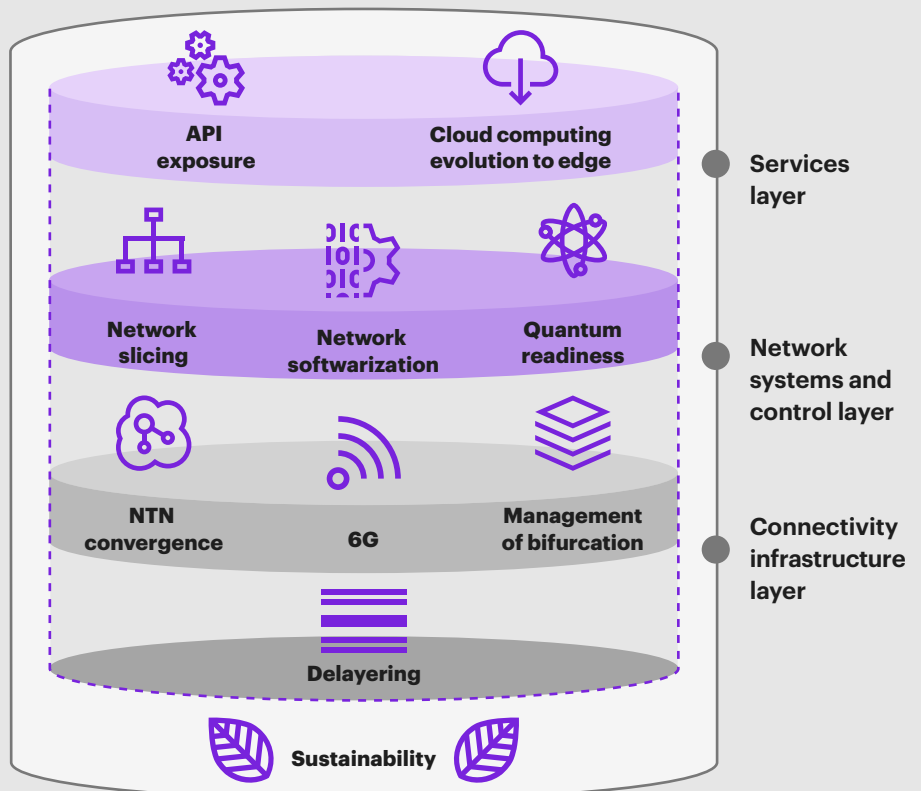 API
exposure
Cloud computing
evolution to edge
Services
layer
Network
slicing
Network
softwarization
Quantum
readiness
Network
systems and
control layer
NTN
convergence
6G
Management
of bifurcation
Connectivity
infrastructure
layer
Delayering
Sustainability